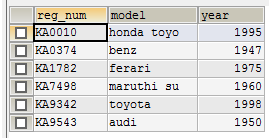 reg_num model year
KA0010 honda toyo 1995
KA0374 benz 1947
KA1782 ferari 1975
KA7498 maruthi su 1960
KA9342 toyota 1998
KA9543 audi 1950